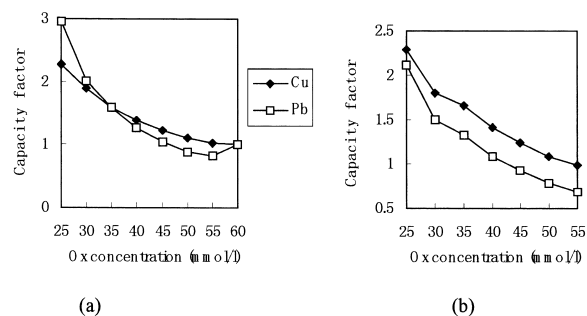 3
2
1
0
Capacity factor
25 30 35 40 45 50 55 60
Ox concentration (mmol/l)
Cu
Pb
(a)
2.5
2
1.5
1
0.5
Capacity factor
25 30 35 40 45 50 55
Ox concentration (mmol/l)
(b)